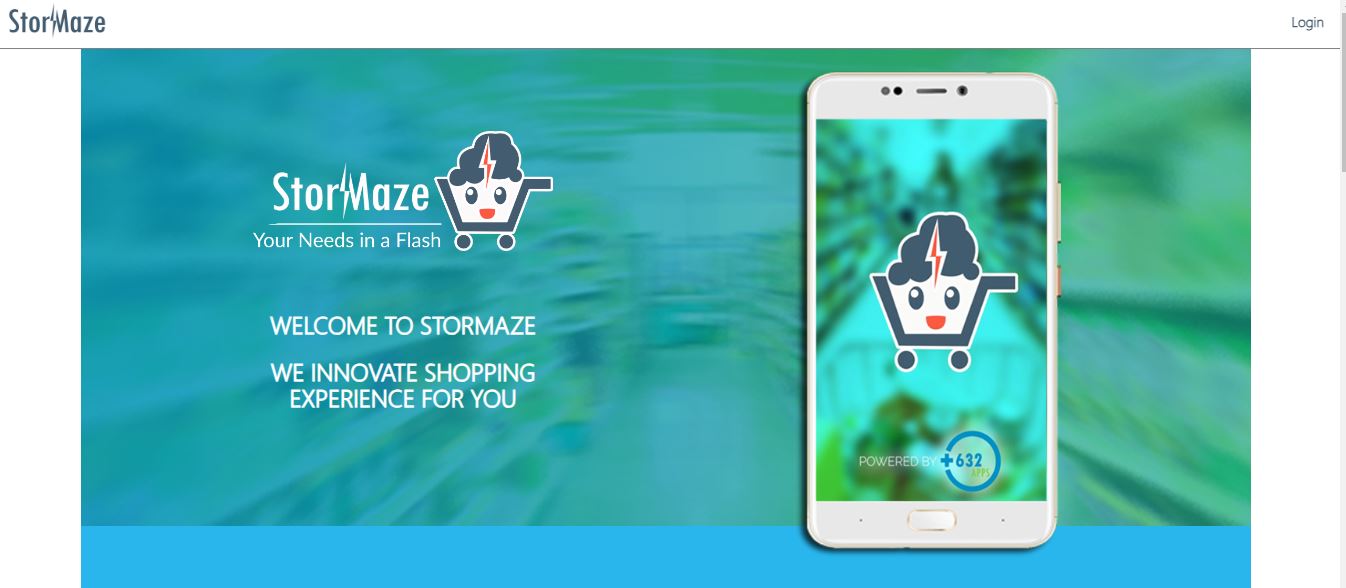 StorMaze
Login
StorMaze
Your Needs in a Flash
WELCOME TO STORMAZE
WE INNOVATE SHOPPING
EXPERIENCE FOR YOU
POWERED BY +632
APPS